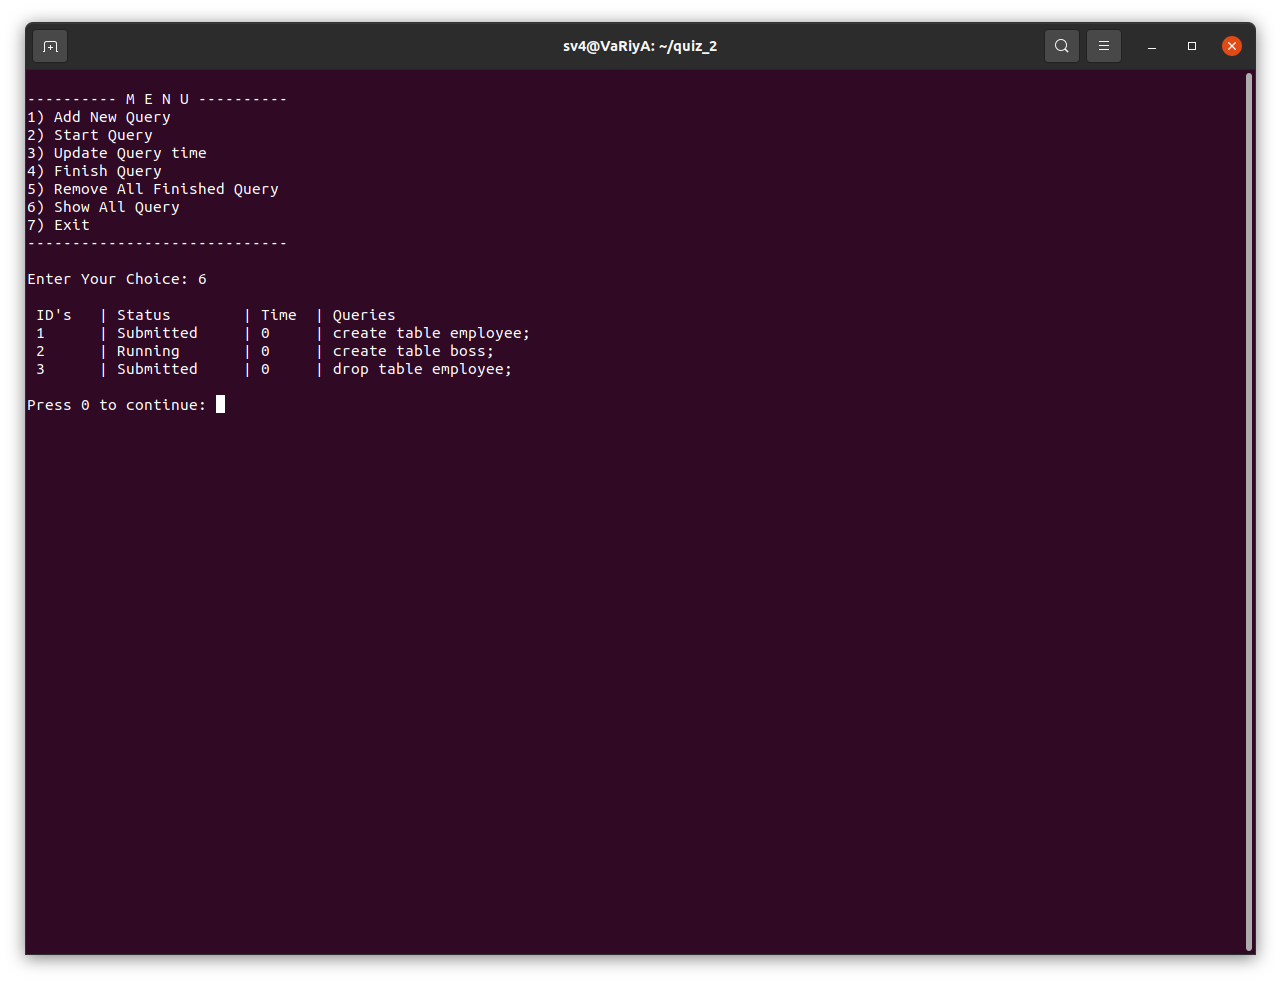 sv4@VaRiyA: ~/quiz_2
---------- M E N U ----------
1) Add New Query
2) Start Query
3) Update Query time
4) Finish Query
5) Remove All Finished Query
6) Show All Query
7) Exit
-----------------------------
Enter Your Choice: 6
ID's | Status | Time | Queries
1 | Submitted | 0 | create table employee;
2 | Running | 0 | create table boss;
3 | Submitted | 0 | drop table employee;
Press 0 to continue: